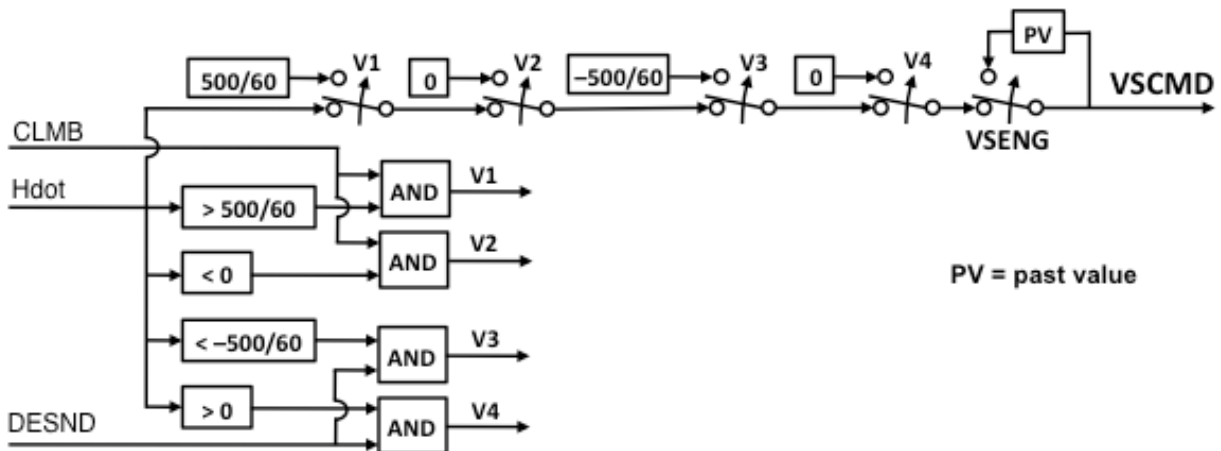 PV
500/60 V1 0 V2 –500/60 V3 0 V4 VSCMD
VSENG
CLMB
Hdot
> 500/60 AND V1
< 0 AND V2
PV = past value
< –500/60 AND V3
> 0 AND V4
DESND